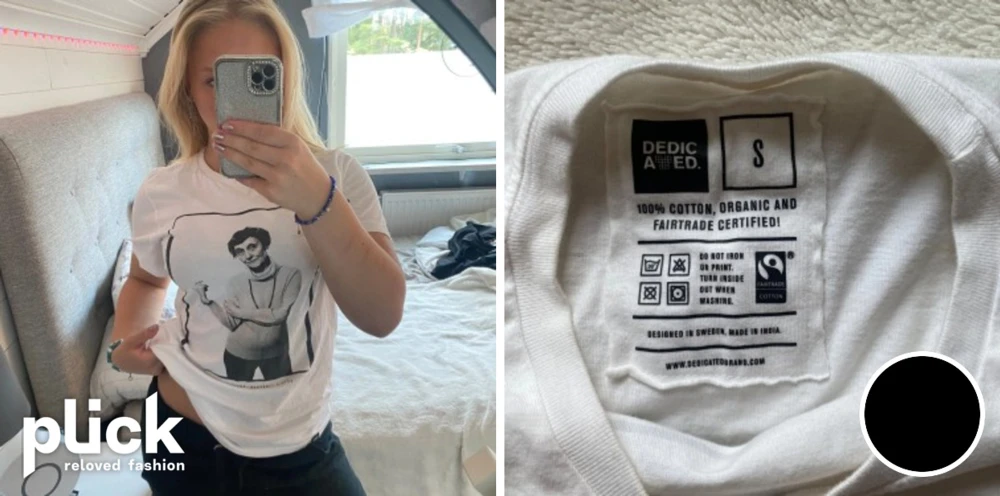 plick
reloved fashion
DEDIC
ATED.
S
100% COTTON, ORGANIC AND
FAIRTRADE CERTIFIED!
DO NOT IRON
ON PRINT.
TURN INSIDE
OUT WHEN
WASHING.
FAIRTRADE
COTTON
DESIGNED IN SWEDEN, MADE IN INDIA.
WWW.DEDICATEDBRAND.COM